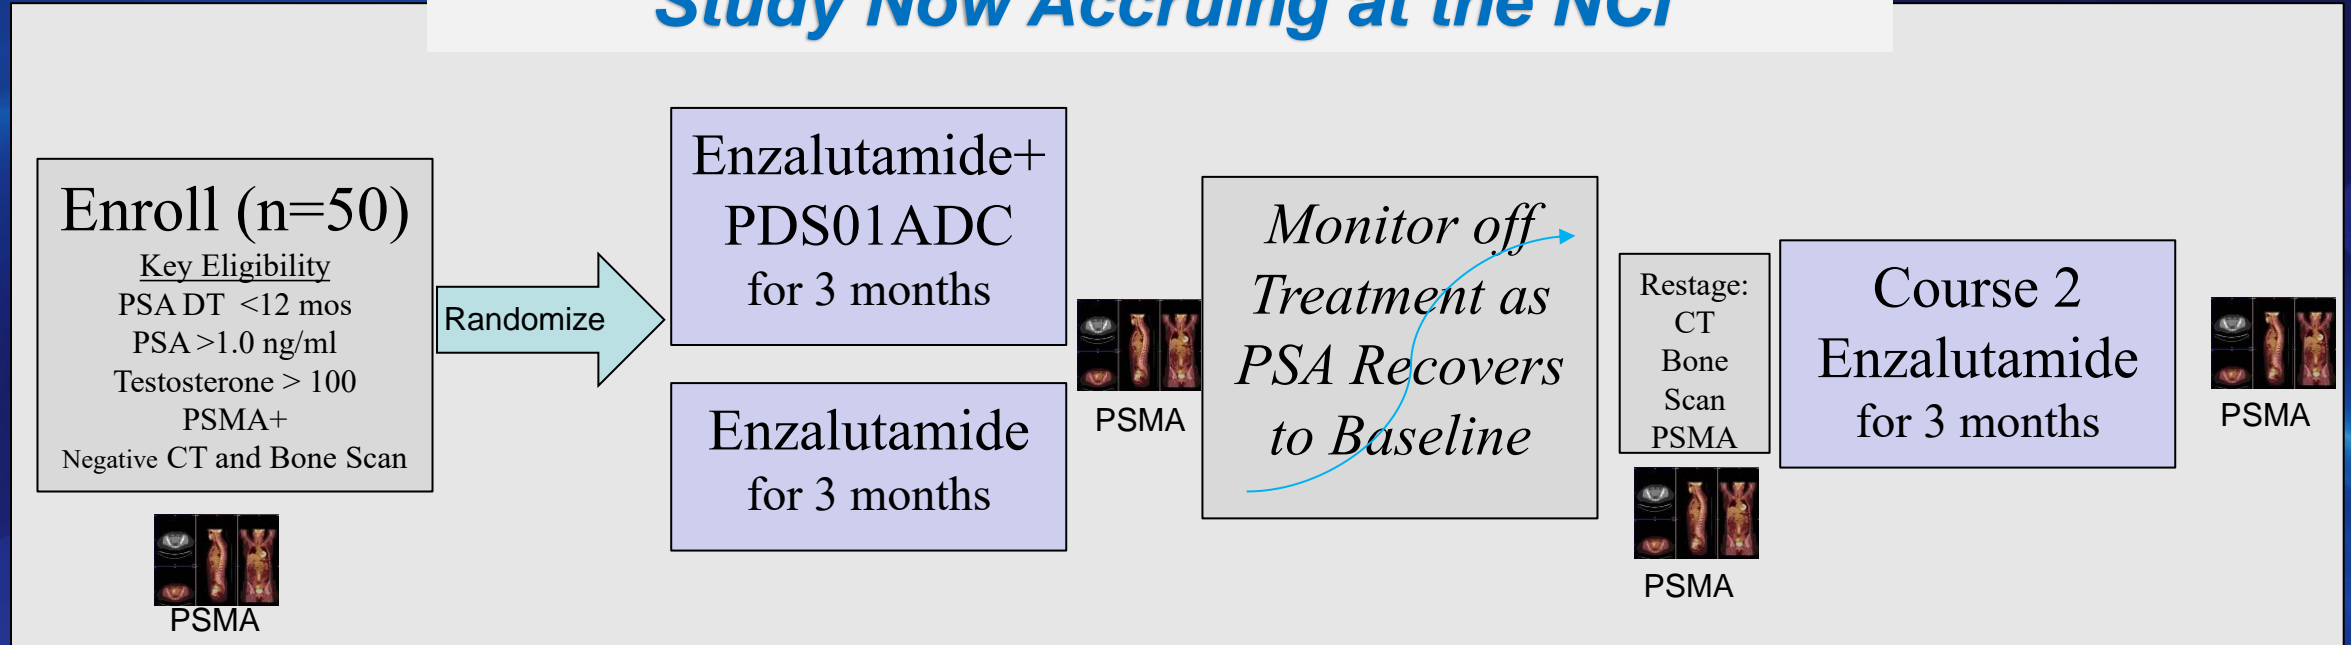 Study Now Accruing at the NCI
Enroll (n=50)
Key Eligibility
PSA DT <12 mos
PSA >1.0 ng/ml
Testosterone > 100
PSMA+
Negative CT and Bone Scan
PSMA
Randomize
Enzalutamide+
PDS01ADC
for 3 months
Enzalutamide
for 3 months
PSMA
Monitor off
Treatment as
PSA Recovers
to Baseline
Restage:
CT
Bone
Scan
PSMA
PSMA
Course 2
Enzalutamide
for 3 months
PSMA